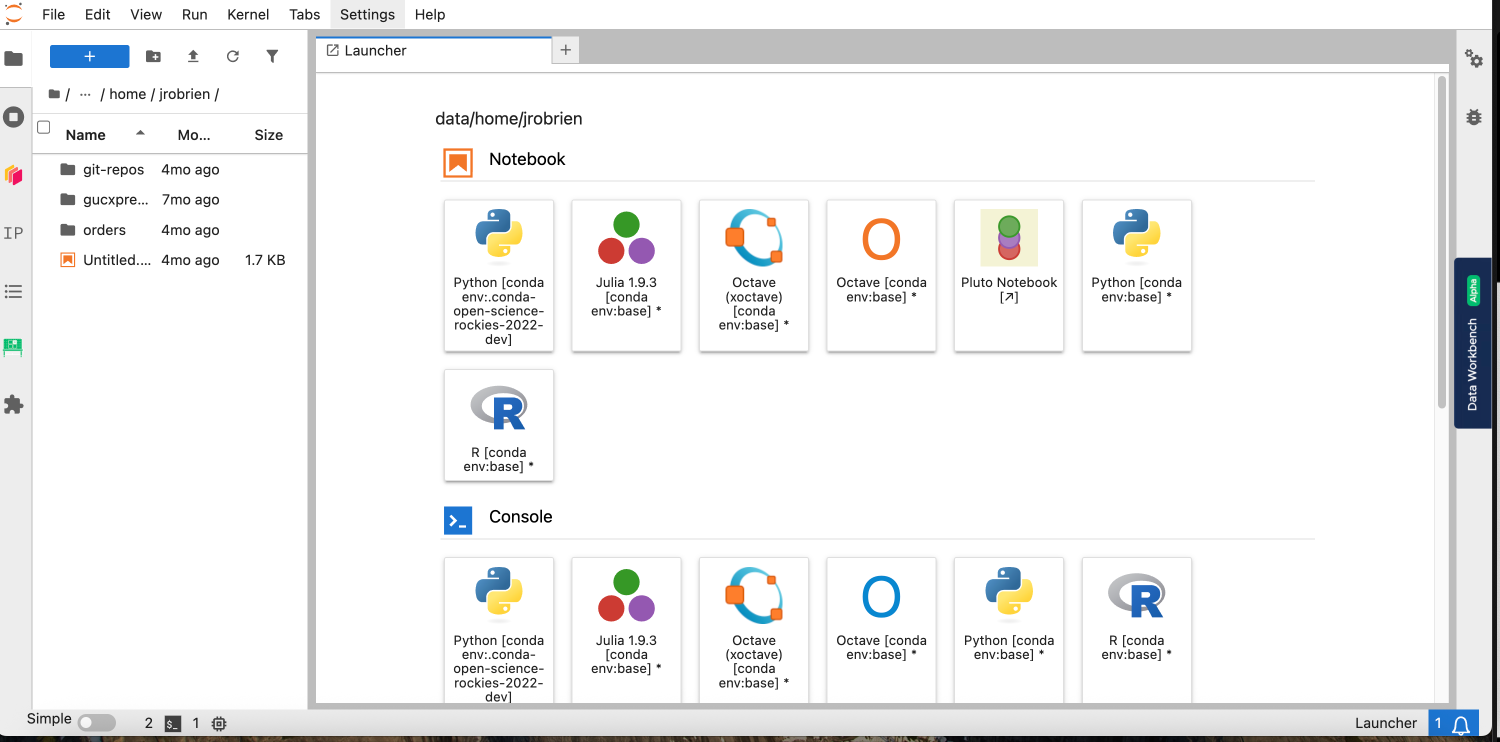 File Edit View Run Kernel Tabs Settings Help
+
/ ... / home / jrobrien /
Name Mo... Size
git-repos 4mo ago
gucxpre... 7mo ago
orders 4mo ago
Untitled.... 4mo ago 1.7 KB
IP
Launcher
+
data/home/jrobrien
Notebook
Python [conda
env:.conda-
open-science-
rockies-2022-
dev]
Julia 1.9.3
[conda
env:base] *
Octave
(xoctave)
[conda
env:base] *
O
Octave [conda
env:base] *
Pluto Notebook
[↗]
Python [conda
env:base] *
R
R [conda
env:base] *
>_
Console
Python [conda
env:.conda-
open-science-
rockies-2022-
dev]
Julia 1.9.3
[conda
env:base] *
Octave
(xoctave)
[conda
env:base] *
O
Octave [conda
env:base] *
Python [conda
env:base] *
R
R [conda
env:base] *
Data Workbench Alpha
Simple 2 $_ 1
Launcher 1